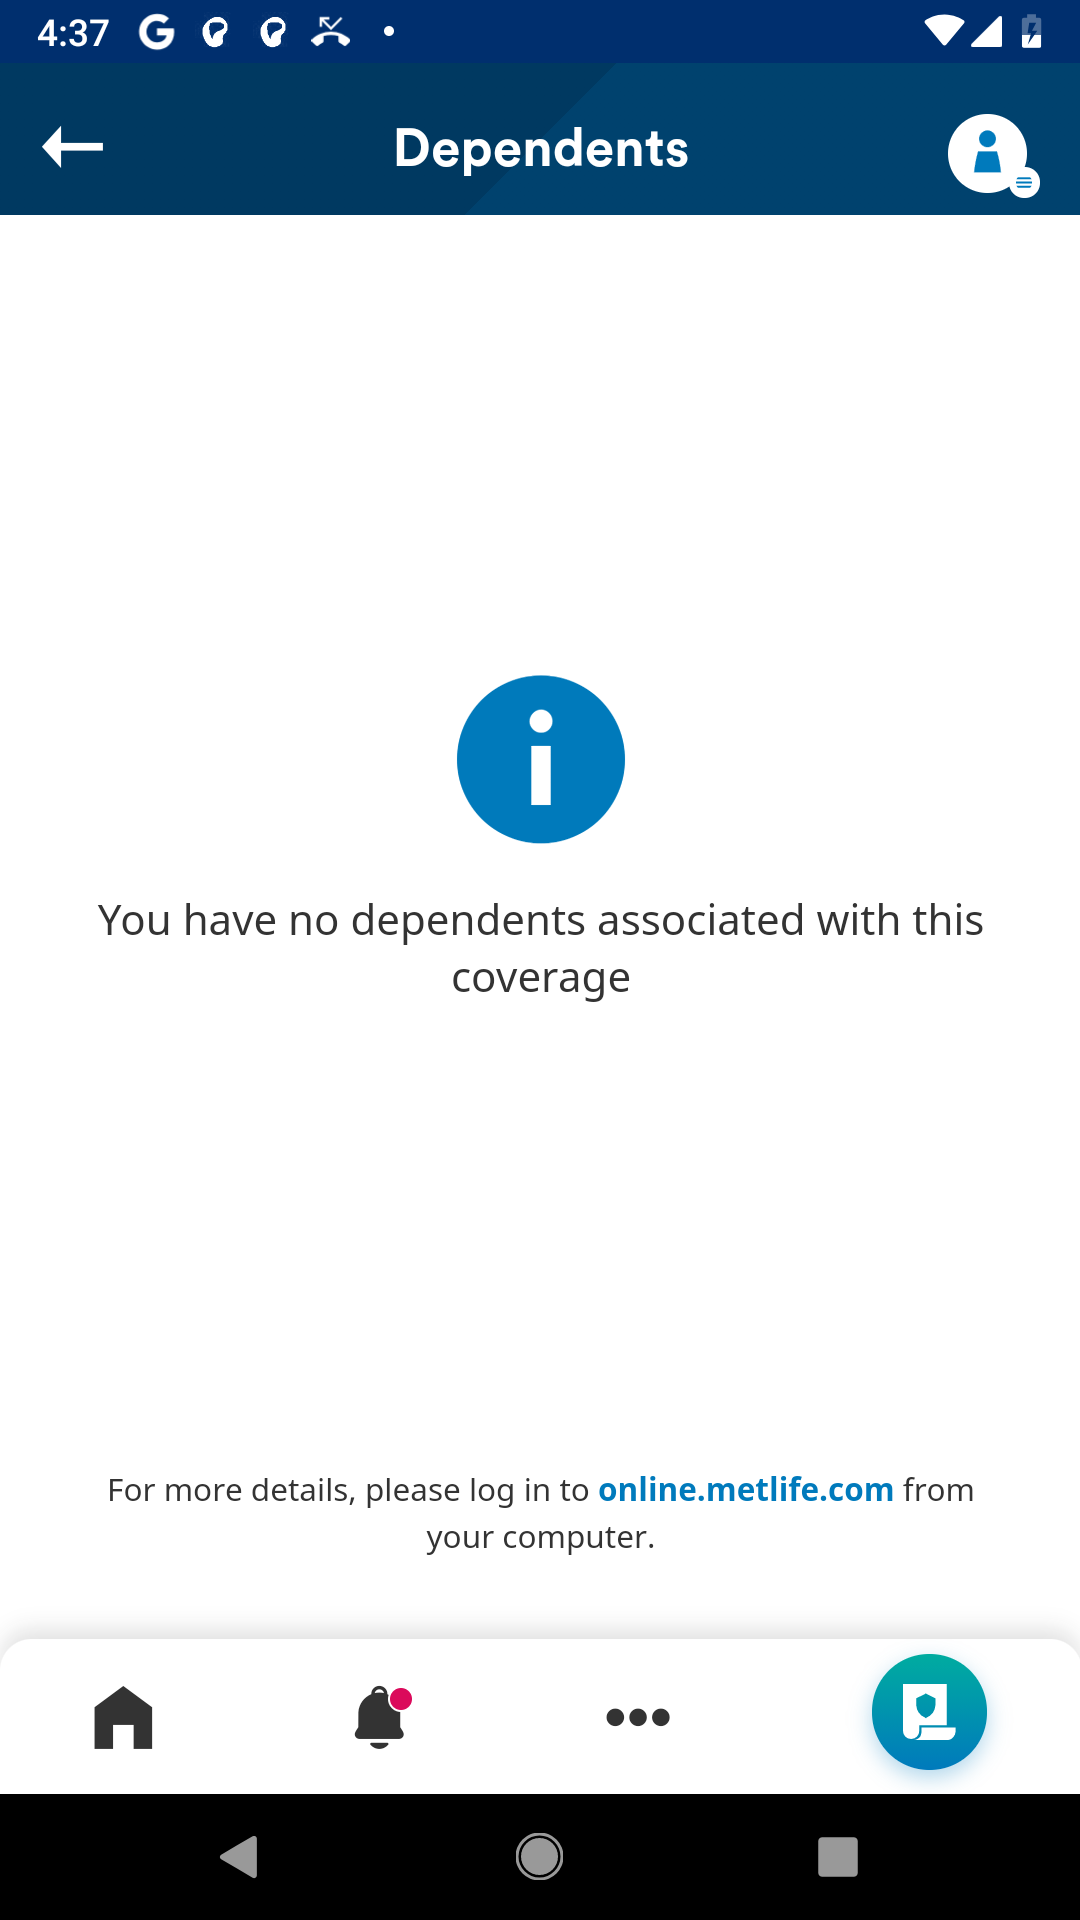 4:37
Dependents
You have no dependents associated with this
coverage
For more details, please log in to online.metlife.com from
your computer.